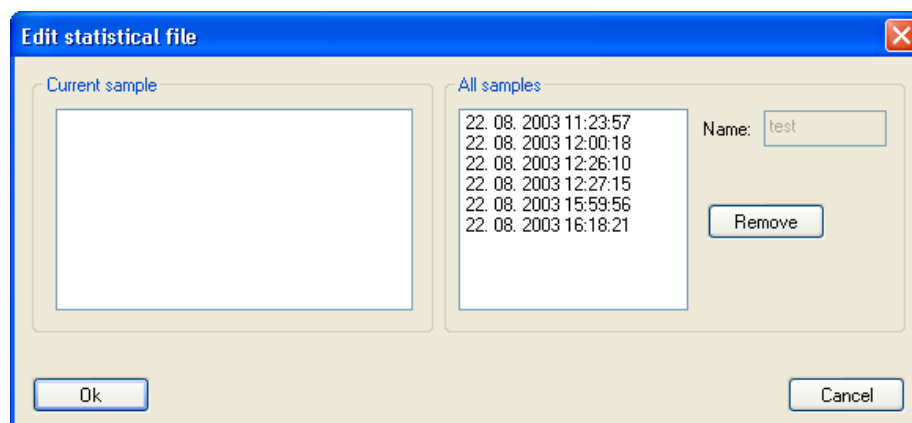 Edit statistical file
Current sample
All samples
22. 08. 2003 11:23:57
22. 08. 2003 12:00:18
22. 08. 2003 12:26:10
22. 08. 2003 12:27:15
22. 08. 2003 15:59:56
22. 08. 2003 16:18:21
Name: test
Remove
Ok
Cancel